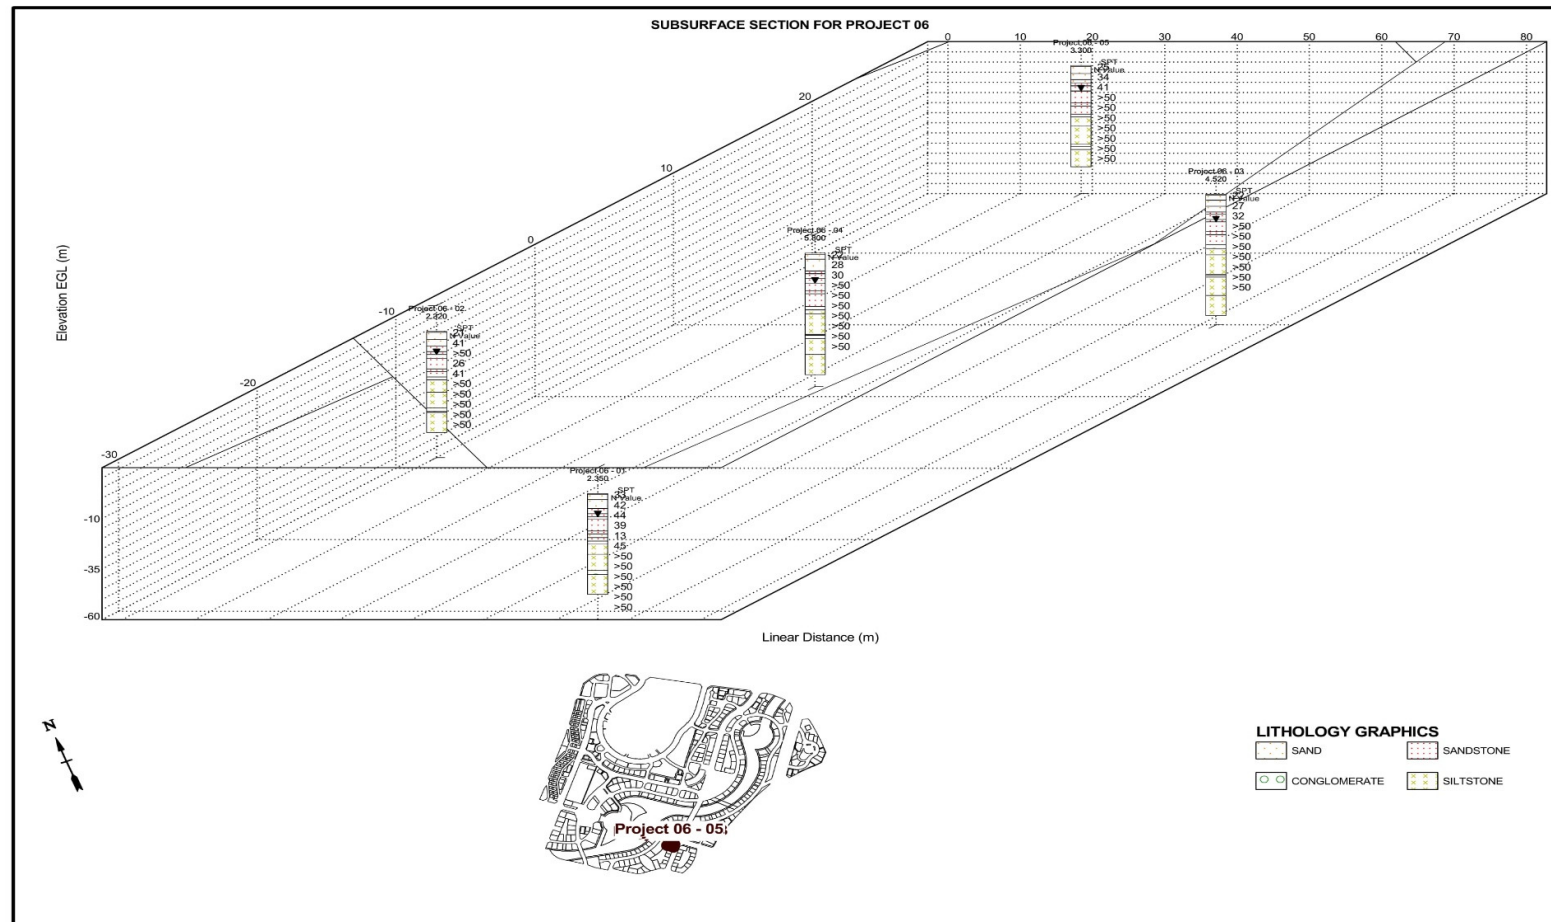 SUBSURFACE SECTION FOR PROJECT 06
0 10 20 30 40 50 60 70 80
20
10
0
-10
-20
-30
-10
-35
-60
Elevation EGL (m)
Linear Distance (m)
Project 06 - 05
3.300
SPT
N Value
34
41
>50
>50
>50
>50
>50
>50
>50
Project 06 - 03
4.520
SPT
N Value
27
32
>50
>50
>50
>50
>50
>50
>50
Project 06 - 04
5.800
SPT
N Value
28
30
>50
>50
>50
>50
>50
>50
>50
Project 06 - 02
2.320
SPT
N Value
41
>50
26
41
>50
>50
>50
>50
>50
Project 06 - 01
2.350
SPT
N Value
42
44
39
13
45
>50
>50
>50
>50
>50
>50
N
Project 06 - 05
LITHOLOGY GRAPHICS
SAND
SANDSTONE
CONGLOMERATE
SILTSTONE